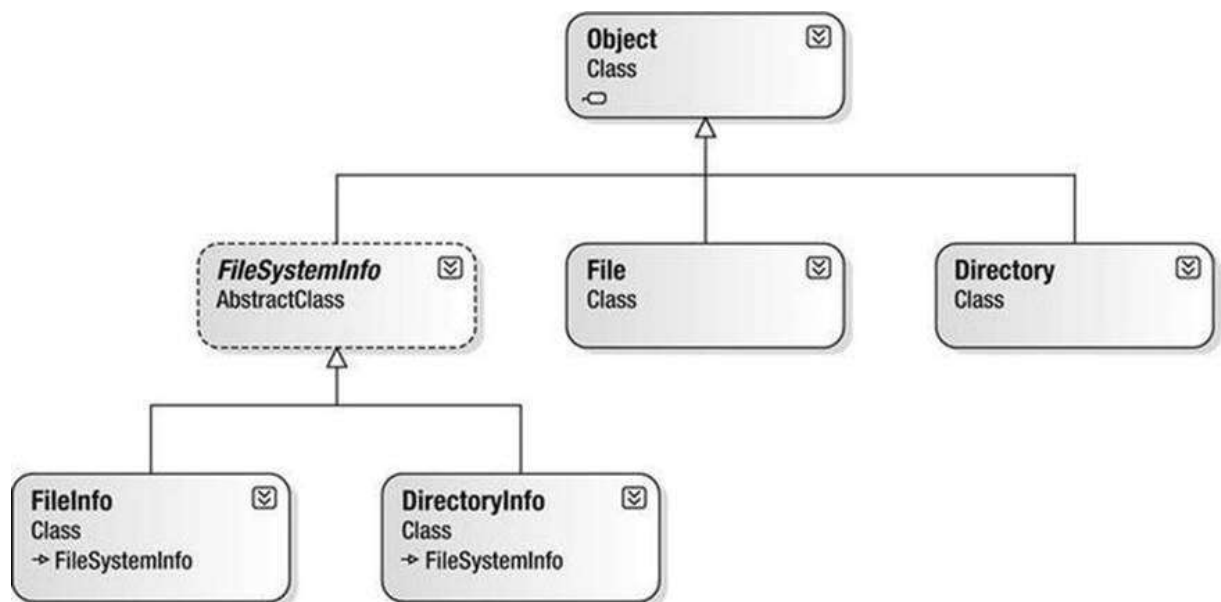 Object
Class
FileSystemInfo
AbstractClass
File
Class
Directory
Class
FileInfo
Class
FileSystemInfo
DirectoryInfo
Class
FileSystemInfo